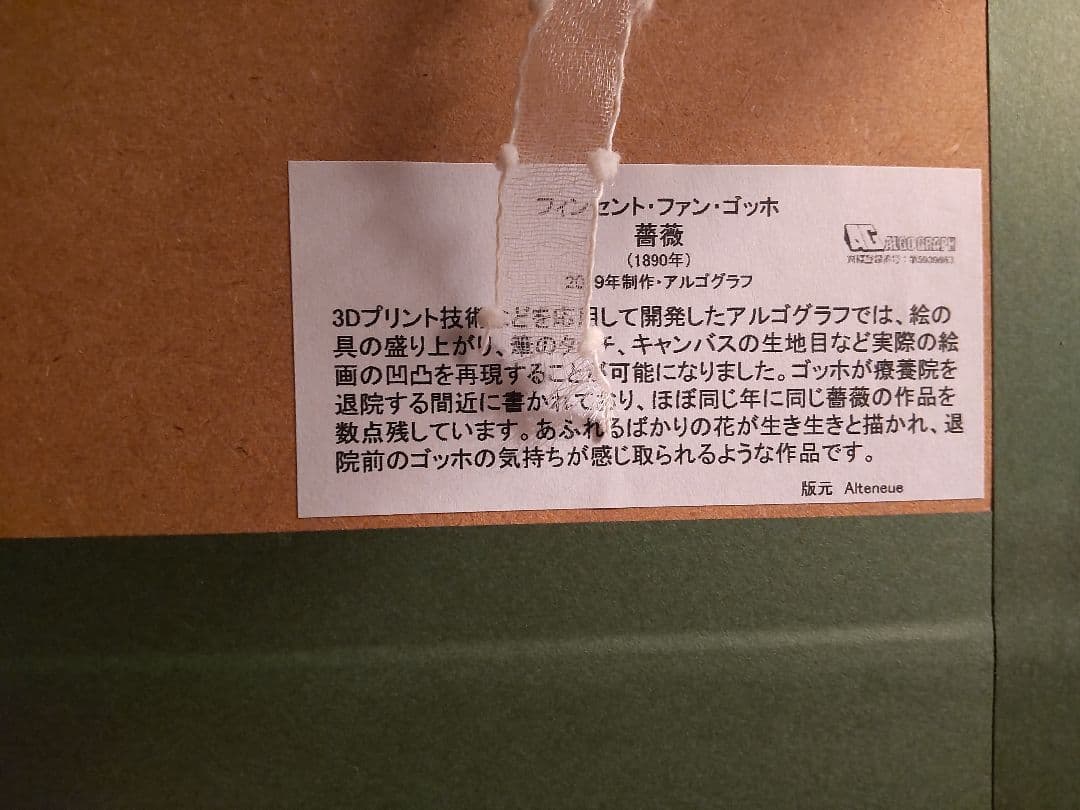 フィンセント・ファン・ゴッホ
薔薇
(1890年)
ALGOGRAPH
9年制作・アルゴグラフ
3Dプリント技術などを応用して開発したアルゴグラフでは、絵の
具の盛り上がり、筆のタッチ、キャンバスの生地目など実際の絵
画の凹凸を再現することが可能になりました。ゴッホが療養院を
退院する間近に書かれており、ほぼ同じ年に同じ薔薇の作品を
数点残しています。あふれるばかりの花が生き生きと描かれ、退
院前のゴッホの気持ちが感じ取られるような作品です。
版元 Alteneue